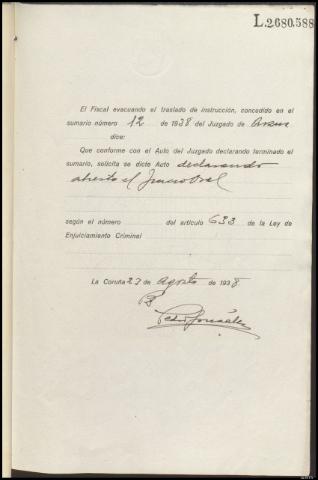 L.2680.588
El Fiscal evacuando el traslado de instrucción, concedido en el
sumario número 12 de 1938 del Juzgado de
dice:
Que conforme con el Auto del Juzgado declarando terminado el
sumario, solicita se dicte Auto declarando
abierto el Juicio Oral
según el número del artículo 633 de la Ley de
Enjuiciamiento Criminal
La Coruña 23 de Agosto de 1938.
Pedro González